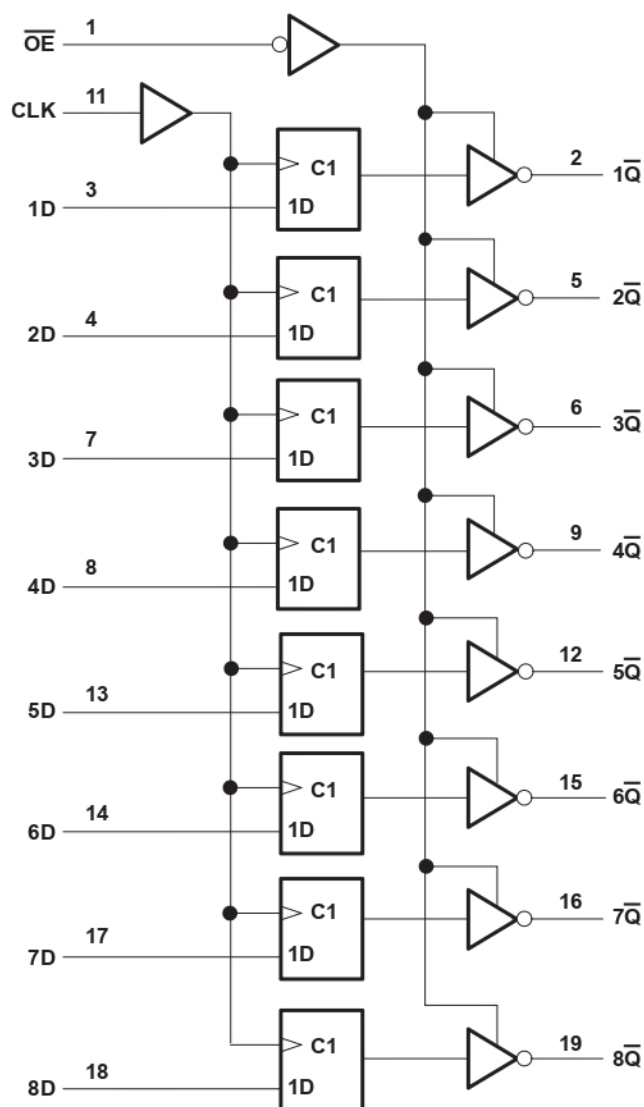 O̅E̅ 1
CLK 11
C1
1D 3 1D
2 1Q̅
C1
2D 4 1D
5 2Q̅
C1
3D 7 1D
6 3Q̅
C1
4D 8 1D
9 4Q̅
C1
5D 13 1D
12 5Q̅
C1
6D 14 1D
15 6Q̅
C1
7D 17 1D
16 7Q̅
C1
8D 18 1D
19 8Q̅